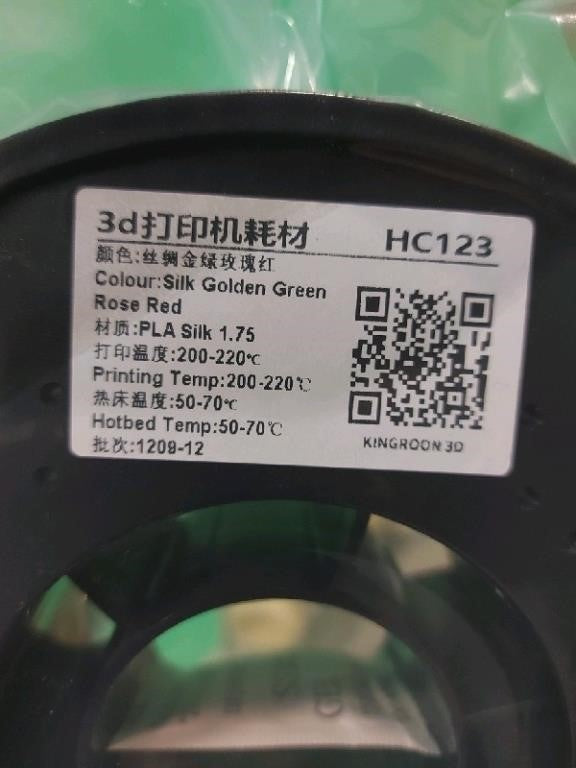 3d打印机耗材 HC123
颜色:丝绸金绿玫瑰红
Colour:Silk Golden Green
Rose Red
材质:PLA Silk 1.75
打印温度:200-220℃
Printing Temp:200-220℃
热床温度:50-70℃
Hotbed Temp:50-70℃
批次:1209-12
KINGROON 3D